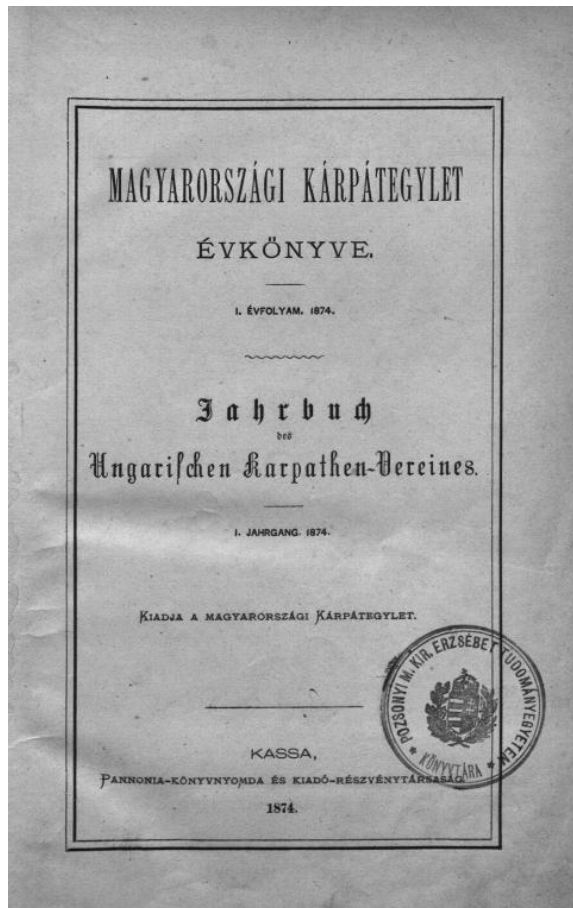 MAGYARORSZÁGI KÁRPÁTEGYLET
ÉVKÖNYVE.
I. ÉVFOLYAM. 1874.
Jahrbuch
des
Ungarischen Karpathen-Vereines.
I. JAHRGANG. 1874.
KIADJA A MAGYARORSZÁGI KÁRPÁTEGYLET.
POZSONYI M. KIR. ERZSÉBET TUDOMÁNYEGYETEM
KÖNYVTÁRA
KASSA,
PANNONIA-KÖNYVNYOMDA ÉS KIADÓ-RÉSZVÉNYTÁRSASÁG.
1874.